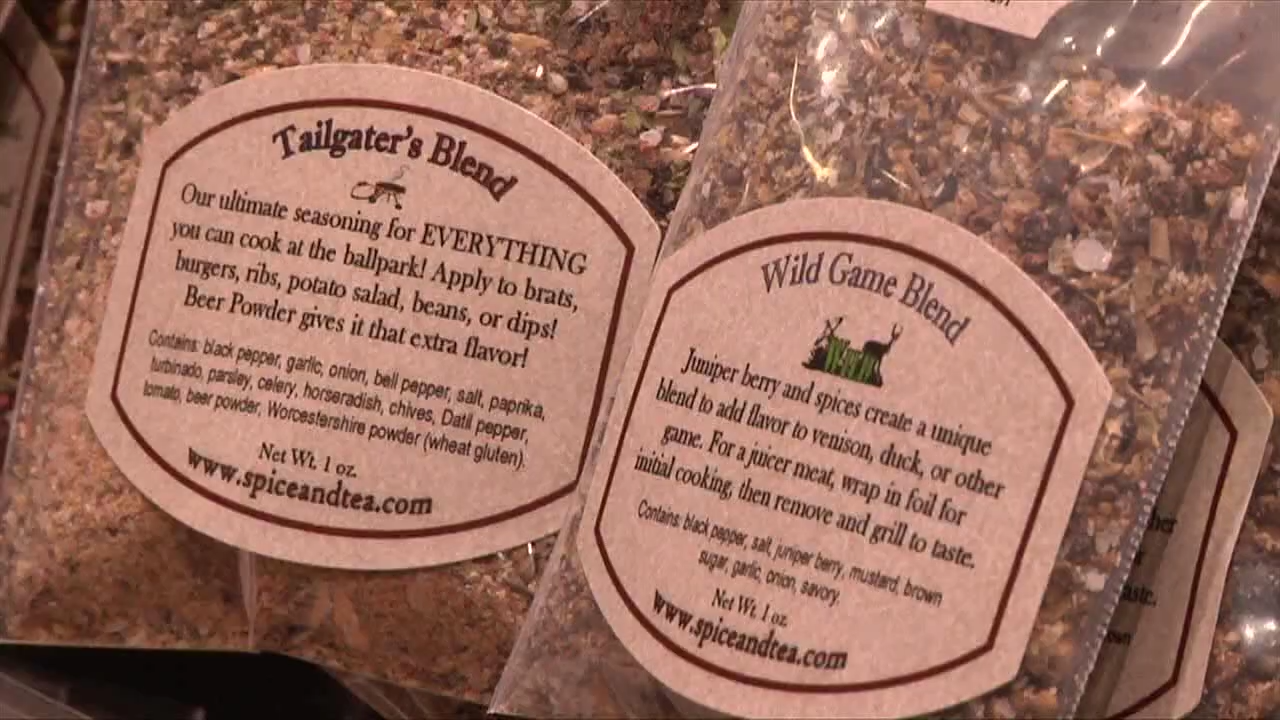 Tailgater's Blend
Our ultimate seasoning for EVERYTHING
you can cook at the ballpark! Apply to brats,
burgers, ribs, potato salad, beans, or dips!
Beer Powder gives it that extra flavor!
Contains: black pepper, garlic, onion, bell pepper, salt, paprika,
turbinado, parsley, celery, horseradish, chives, Datil pepper,
tomato, beer powder, Worcestershire powder (wheat gluten).
Net Wt. 1 oz.
www.spiceandtea.com
Wild Game Blend
Juniper berry and spices create a unique
blend to add flavor to venison, duck, or other
game. For a juicer meat, wrap in foil for
initial cooking, then remove and grill to taste.
Contains: black pepper, salt, juniper berry, mustard, brown
sugar, garlic, onion, savory.
Net Wt. 1 oz.
www.spiceandtea.com